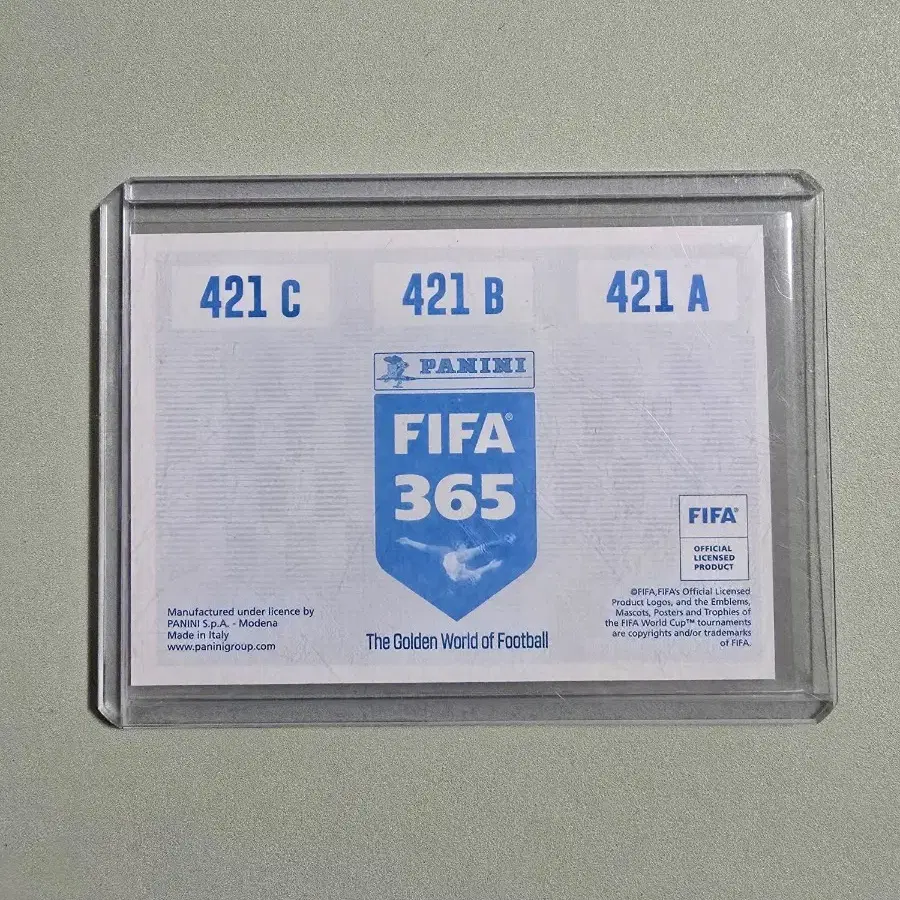 421 C
421 B
421 A
PANINI
FIFA®
365
FIFA®
OFFICIAL
LICENSED
PRODUCT
Manufactured under licence by
PANINI S.p.A. - Modena
Made in Italy
www.paninigroup.com
The Golden World of Football
©FIFA,FIFA's Official Licensed
Product Logos, and the Emblems,
Mascots, Posters and Trophies of
the FIFA World Cup™ tournaments
are copyrights and/or trademarks
of FIFA.